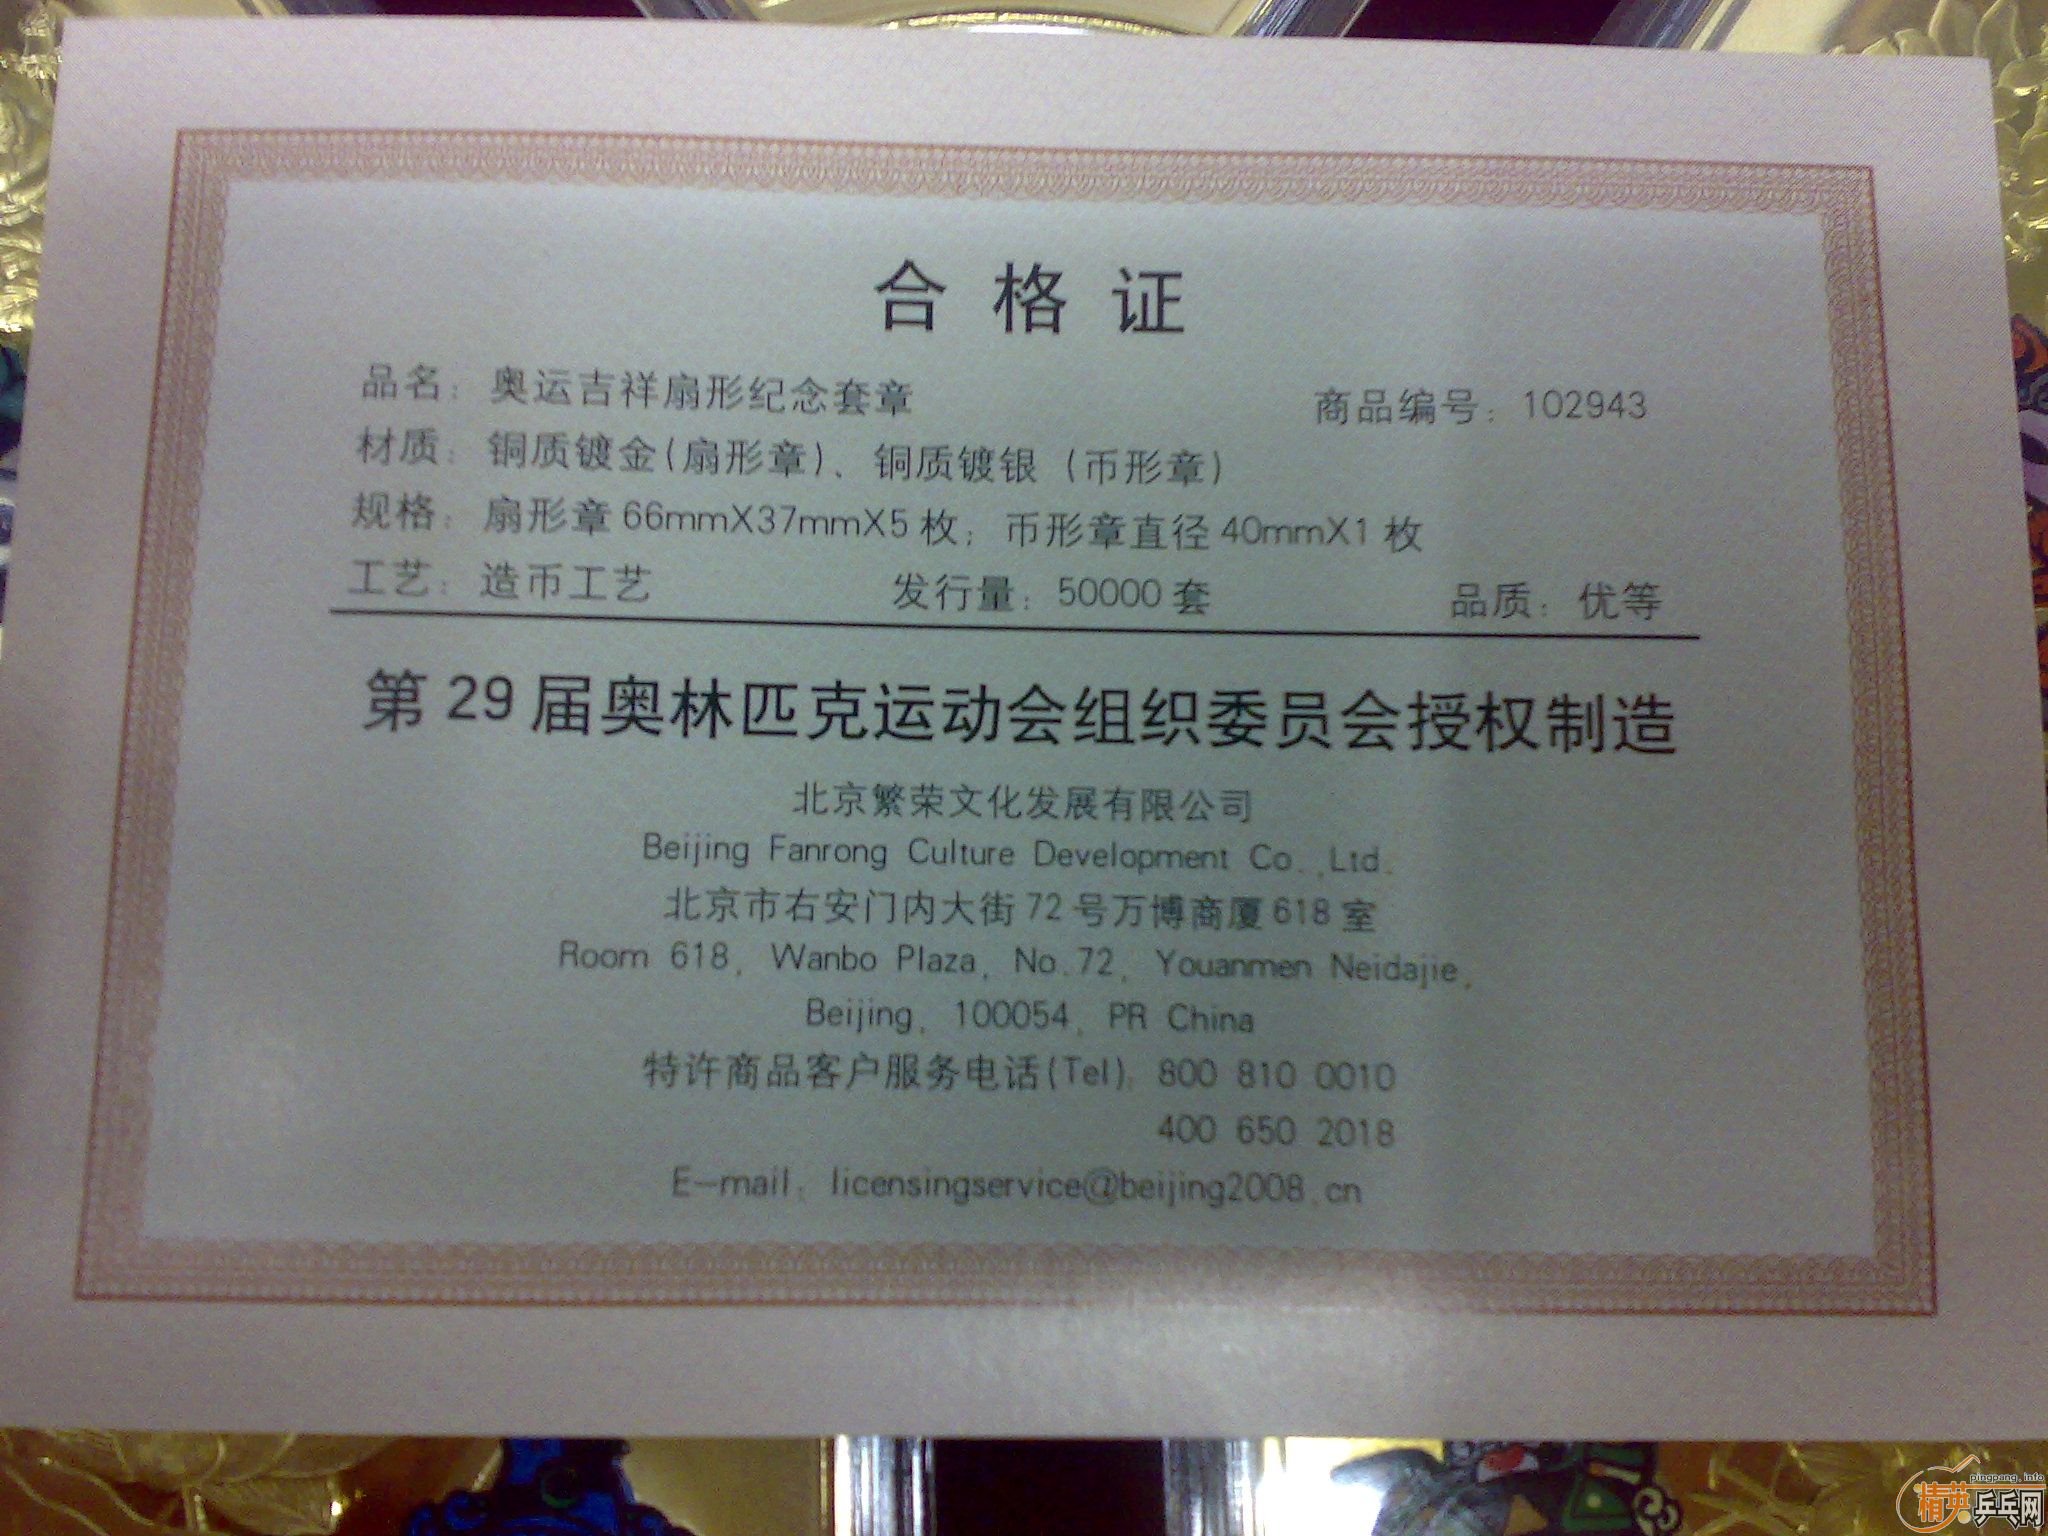 合格证
品名：奥运吉祥扇形纪念套章 商品编号：102943
材质：铜质镀金(扇形章)、铜质镀银（币形章）
规格：扇形章66mmX37mmX5枚；币形章直径40mmX1枚
工艺：造币工艺 发行量：50000套 品质：优等
第29届奥林匹克运动会组织委员会授权制造
北京繁荣文化发展有限公司
Beijing Fanrong Culture Development Co.,Ltd.
北京市右安门内大街72号万博商厦618室
Room 618, Wanbo Plaza, No.72, Youanmen Neidajie,
Beijing, 100054, PR China
特许商品客户服务电话(Tel): 800 810 0010
400 650 2018
E-mail: licensingservice@beijing2008.cn
pingpang.info
精英乒乓网